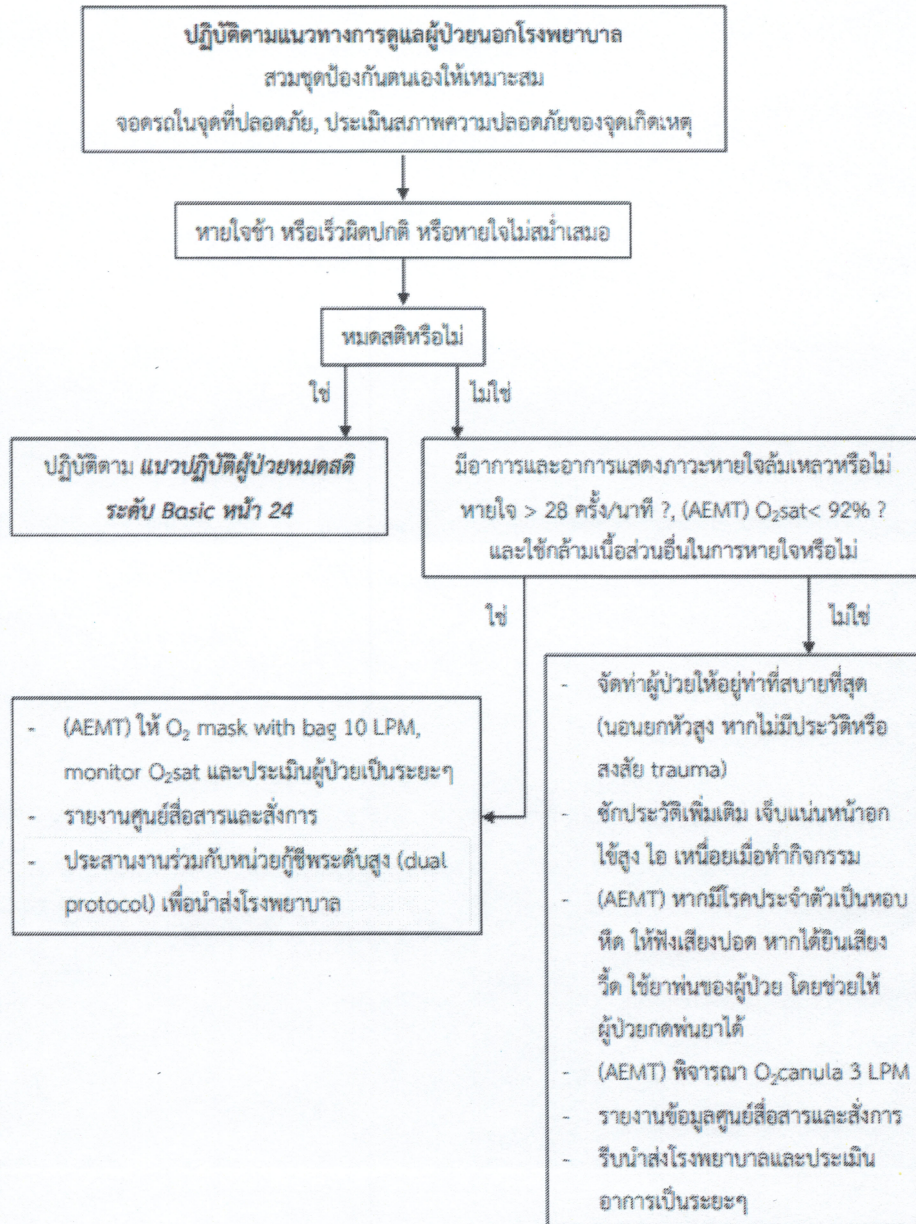 ปฏิบัติตามแนวทางการดูแลผู้ป่วยนอกโรงพยาบาล
สวมชุดป้องกันตนเองให้เหมาะสม
จอดรถในจุดที่ปลอดภัย, ประเมินสภาพความปลอดภัยของจุดเกิดเหตุ
หายใจช้า หรือเร็วผิดปกติ หรือหายใจไม่สม่ำเสมอ
หมดสติหรือไม่
ใช่
ไม่ใช่
ปฏิบัติตาม แนวปฏิบัติผู้ป่วยหมดสติ
ระดับ Basic หน้า 24
มีอาการและอาการแสดงภาวะหายใจล้มเหลวหรือไม่
หายใจ > 28 ครั้ง/นาที ?, (AEMT) O₂sat< 92% ?
และใช้กล้ามเนื้อส่วนอื่นในการหายใจหรือไม่
ใช่
ไม่ใช่
- (AEMT) ให้ O₂ mask with bag 10 LPM,
monitor O₂sat และประเมินผู้ป่วยเป็นระยะๆ
- รายงานศูนย์สื่อสารและสั่งการ
- ประสานงานร่วมกับหน่วยกู้ชีพระดับสูง (dual
protocol) เพื่อนำส่งโรงพยาบาล
- จัดท่าผู้ป่วยให้อยู่ท่าที่สบายที่สุด
(นอนยกหัวสูง หากไม่มีประวัติหรือ
สงสัย trauma)
- ซักประวัติเพิ่มเติม เจ็บแน่นหน้าอก
ไข้สูง ไอ เหนื่อยเมื่อทำกิจกรรม
- (AEMT) หากมีโรคประจำตัวเป็นหอบ
หืด ให้ฟังเสียงปอด หากได้ยินเสียง
วี้ด ใช้ยาพ่นของผู้ป่วย โดยช่วยให้
ผู้ป่วยกดพ่นยาได้
- (AEMT) พิจารณา O₂canula 3 LPM
- รายงานข้อมูลศูนย์สื่อสารและสั่งการ
- รีบนำส่งโรงพยาบาลและประเมิน
อาการเป็นระยะๆ